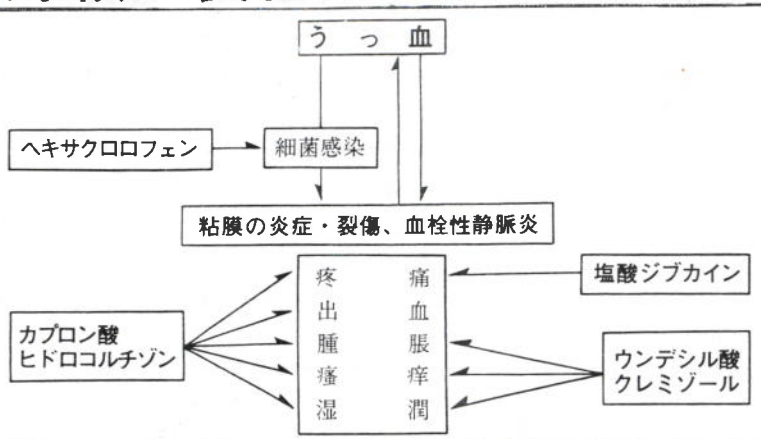 うっ血
ヘキサクロロフェン
細菌感染
粘膜の炎症・裂傷、血栓性静脈炎
疼痛
塩酸ジブカイン
出血
カプロン酸
ヒドロコルチゾン
腫脹
ウンデシル酸
クレミゾール
瘙痒
湿潤